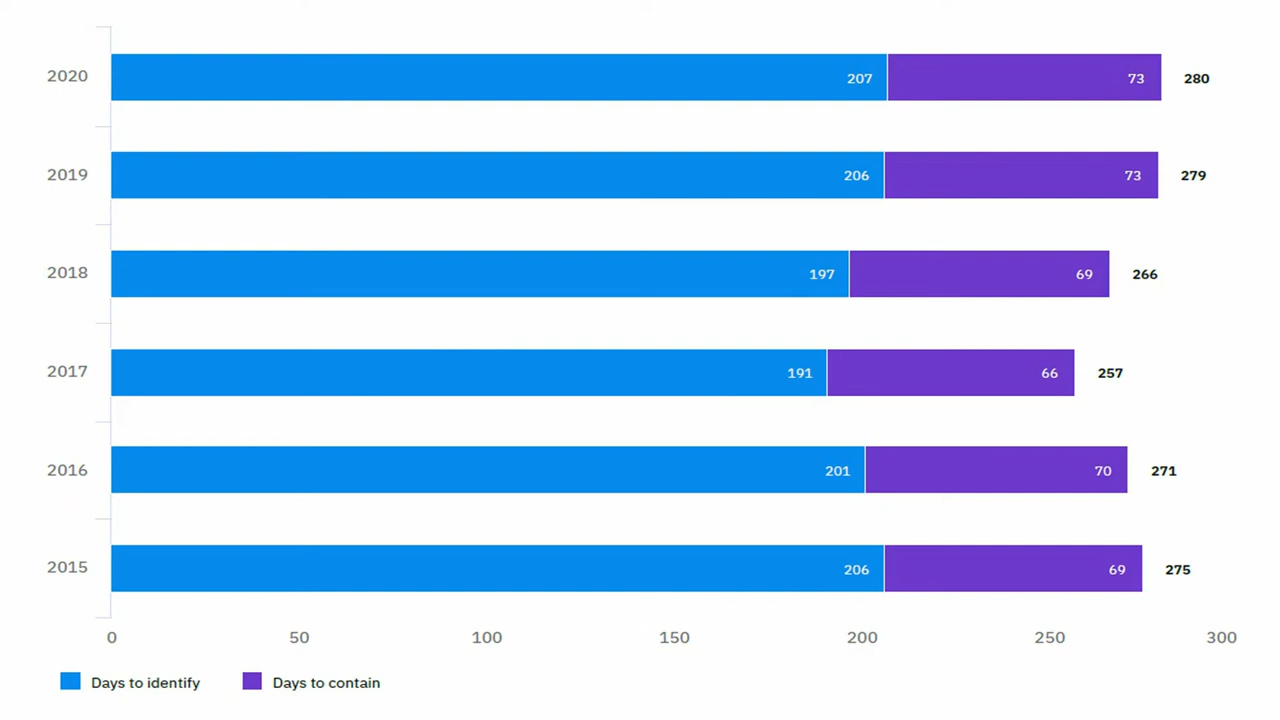 2020 207 73 280
2019 206 73 279
2018 197 69 266
2017 191 66 257
2016 201 70 271
2015 206 69 275
0 50 100 150 200 250 300
Days to identify Days to contain